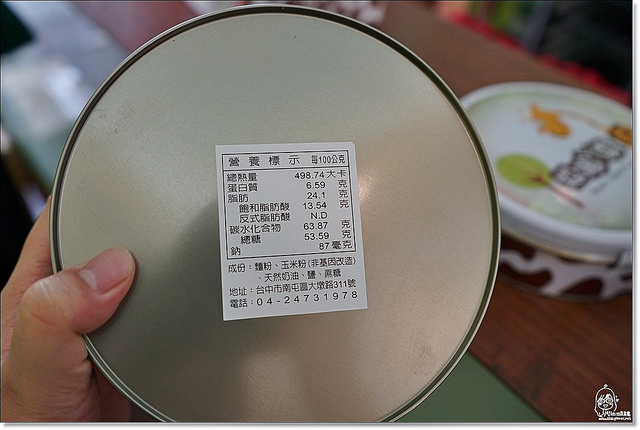 營養標示 每100公克
總熱量 498.74大卡
蛋白質 6.59 克
脂肪 24.1 克
飽和脂肪酸 13.54 克
反式脂肪酸 N.D
碳水化合物 63.87 克
總糖 53.59 克
鈉 87毫克
成份：麵粉、玉米粉(非基因改造)
、天然奶油、鹽、蔗糖
地址：台中市南屯區大墩路311號
電話：04-24731978